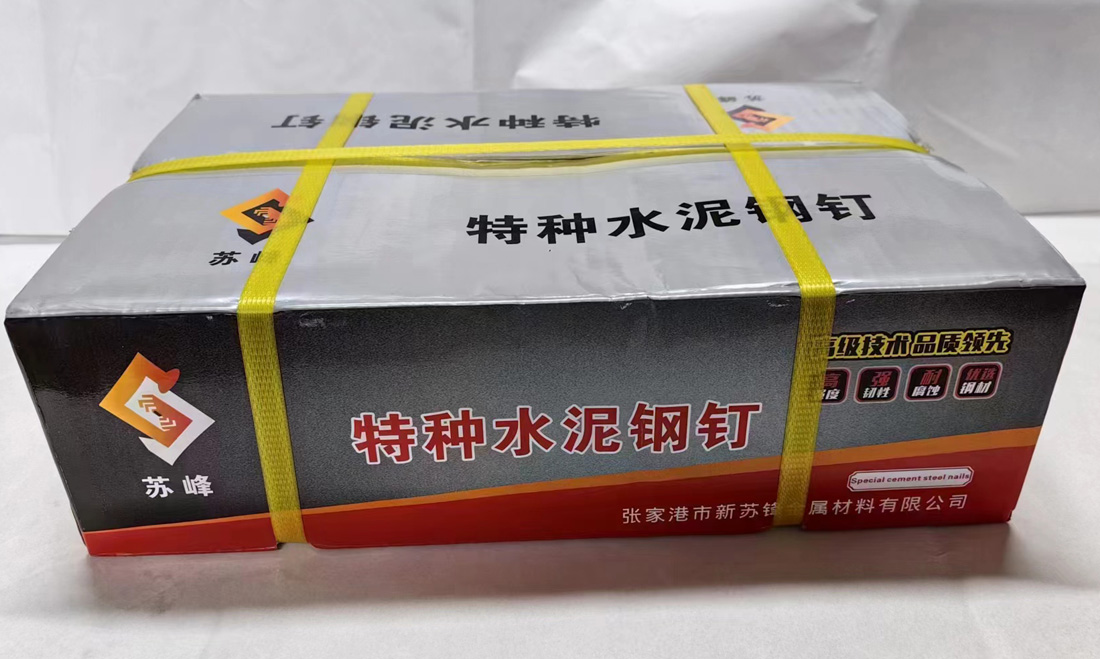 特种水泥钢钉
苏峰
苏
特种水泥钢钉
高级技术品质领先
强 韧性
耐 腐蚀
优选 钢材
特种水泥钢钉
苏峰
Special cement steel nails
张家港市新苏 属材料有限公司